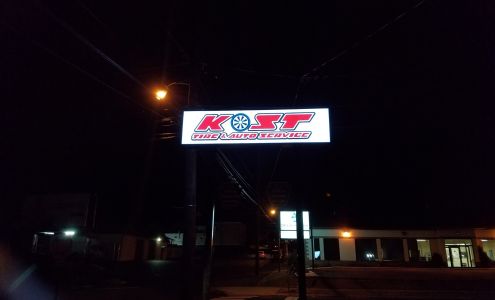 KOST
TIRE & AUTO SERVICE